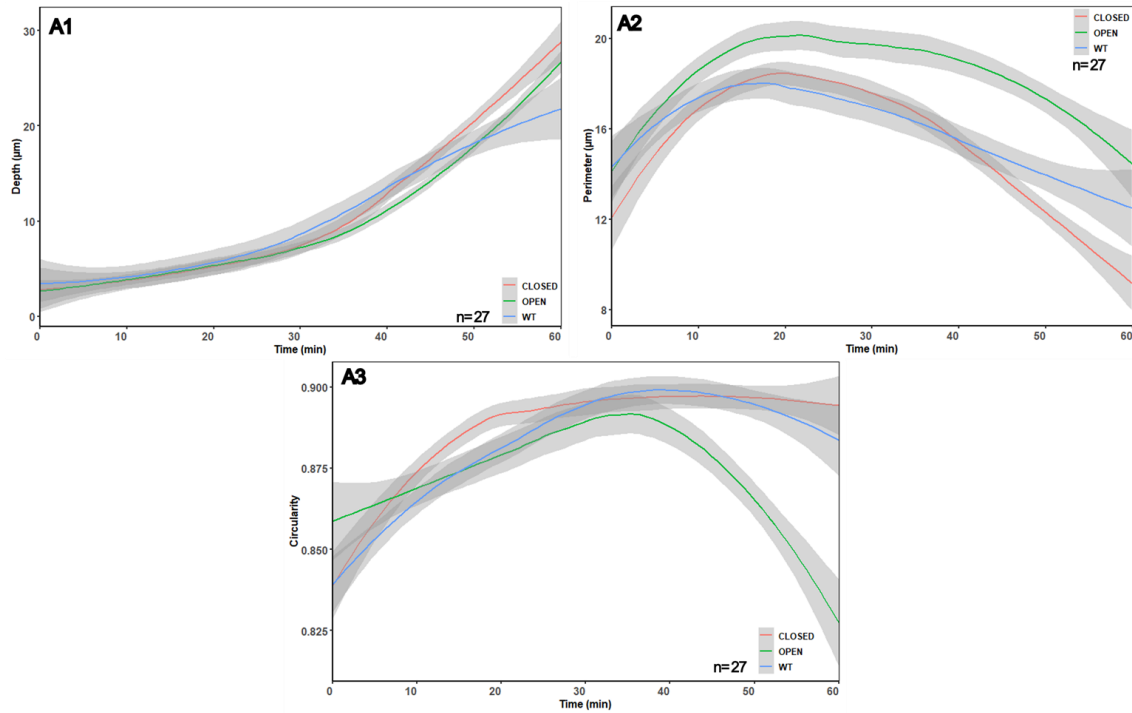 A1
Depth (µm)
30
20
10
0
CLOSED
OPEN
WT
n=27
0 10 20 30 40 50 60
Time (min)
A2
Perimeter (µm)
20
16
12
8
CLOSED
OPEN
WT
n=27
0 10 20 30 40 50 60
Time (min)
A3
Circularity
0.900
0.875
0.850
0.825
CLOSED
OPEN
WT
n=27
0 10 20 30 40 50 60
Time (min)